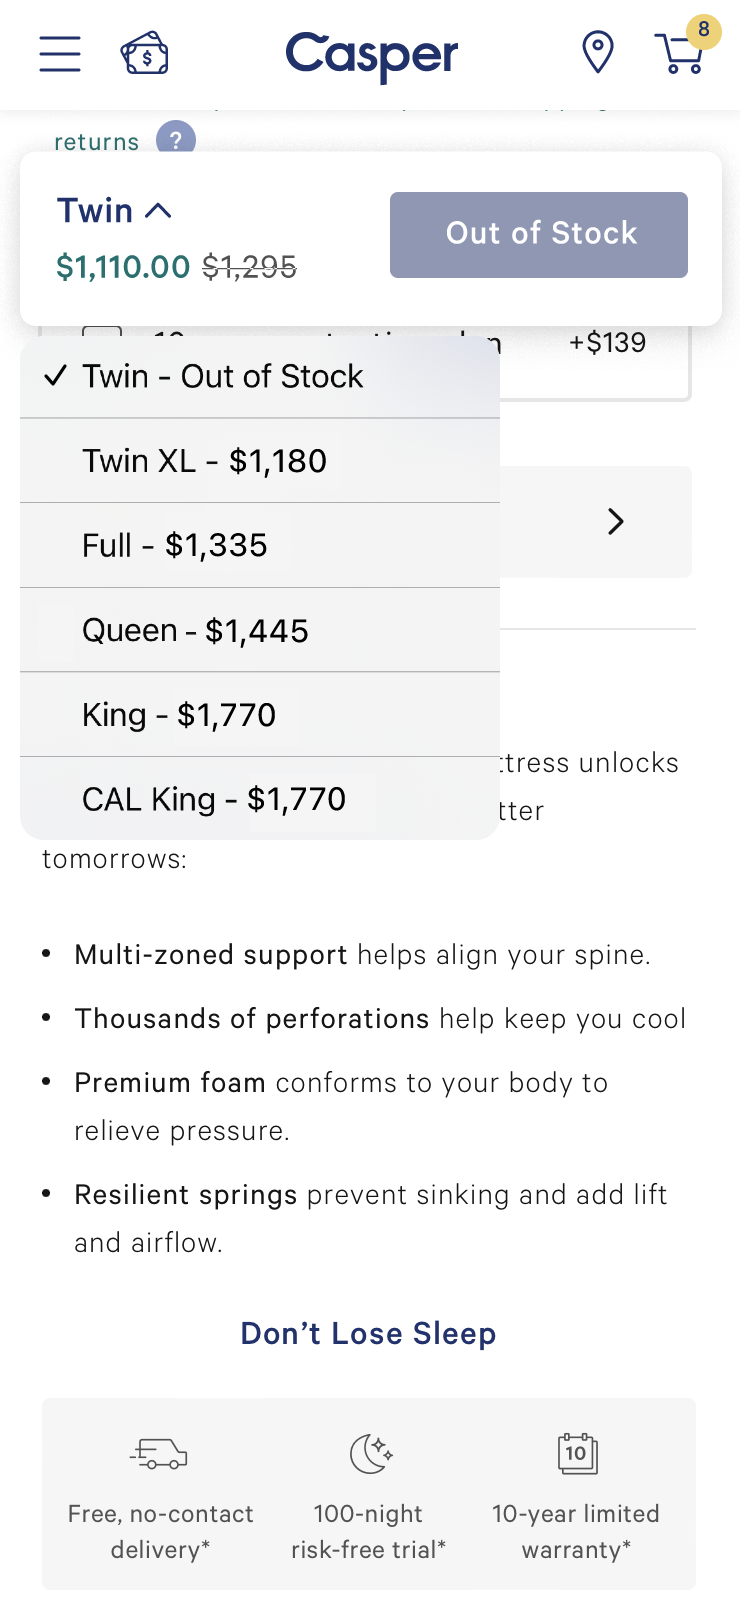 Casper
8
returns ?
Twin
$1,110.00 $1,295
Out of Stock
+$139
✓ Twin - Out of Stock
Twin XL - $1,180
Full - $1,335
Queen - $1,445
King - $1,770
CAL King - $1,770
ttress unlocks
tter
tomorrows:
• Multi-zoned support helps align your spine.
• Thousands of perforations help keep you cool
• Premium foam conforms to your body to
relieve pressure.
• Resilient springs prevent sinking and add lift
and airflow.
Don't Lose Sleep
10
Free, no-contact
delivery*
100-night
risk-free trial*
10-year limited
warranty*